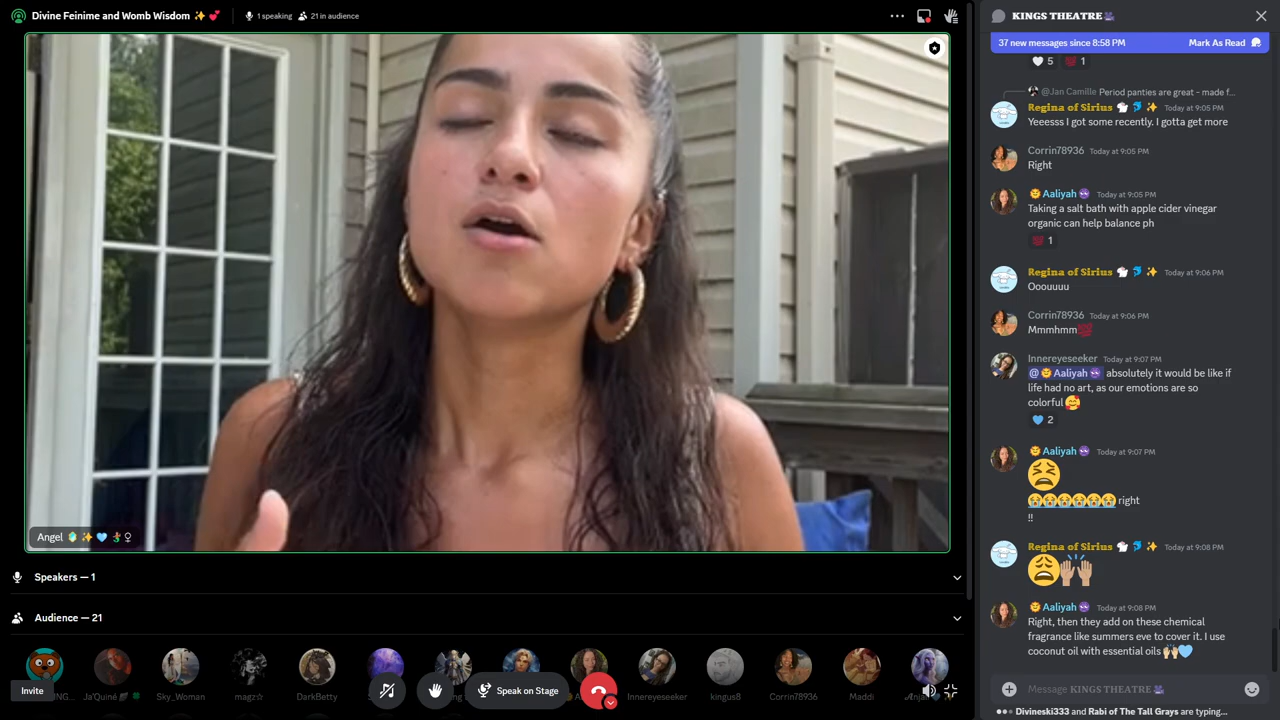 Divine Feinime and Womb Wisdom ✨ 💕
1 speaking
21 in audience
Angel
Speakers — 1
Audience — 21
Invite
Ja'Quiné
Sky_Woman
magz☆
DarkBetty
Innereyeseeker
kingus8
Corrin78936
Maddi
Speak on Stage
KINGS THEATRE
37 new messages since 8:58 PM
Mark As Read
5
1
@Jan Camille Period panties are great - made f...
Regina of Sirius Today at 9:05 PM
Yeeesss I got some recently. I gotta get more
Corrin78936 Today at 9:05 PM
Right
Aaliyah Today at 9:05 PM
Taking a salt bath with apple cider vinegar
organic can help balance ph
1
Regina of Sirius Today at 9:06 PM
Ooouuuu
Corrin78936 Today at 9:06 PM
Mmmhmm💯
Innereyeseeker Today at 9:07 PM
@🌞Aaliyah absolutely it would be like if
life had no art, as our emotions are so
colorful 🥰
2
Aaliyah Today at 9:07 PM
😫
😭😭😭😭😭😭 right
!!
Regina of Sirius Today at 9:08 PM
😩🙌🏼
Aaliyah Today at 9:08 PM
Right, then they add on these chemical
fragrance like summers eve to cover it. I use
coconut oil with essential oils 🙌🏼💙
Message KINGS THEATRE
Divineski333 and Rabi of The Tall Grays are typing...